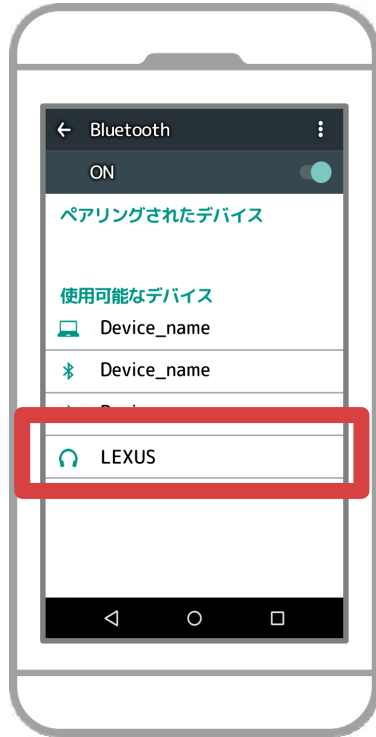 Bluetooth
ON
ペアリングされたデバイス
使用可能なデバイス
Device_name
Device_name
LEXUS